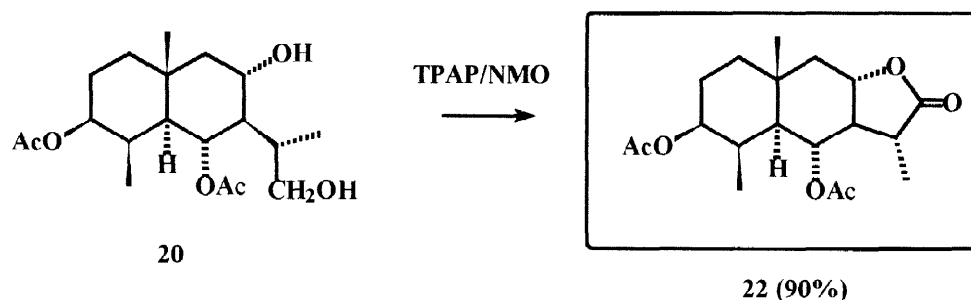 OH
TPAP/NMO
O
O
AcO
H
OAc
CH2OH
AcO
H
OAc
20
22 (90%)